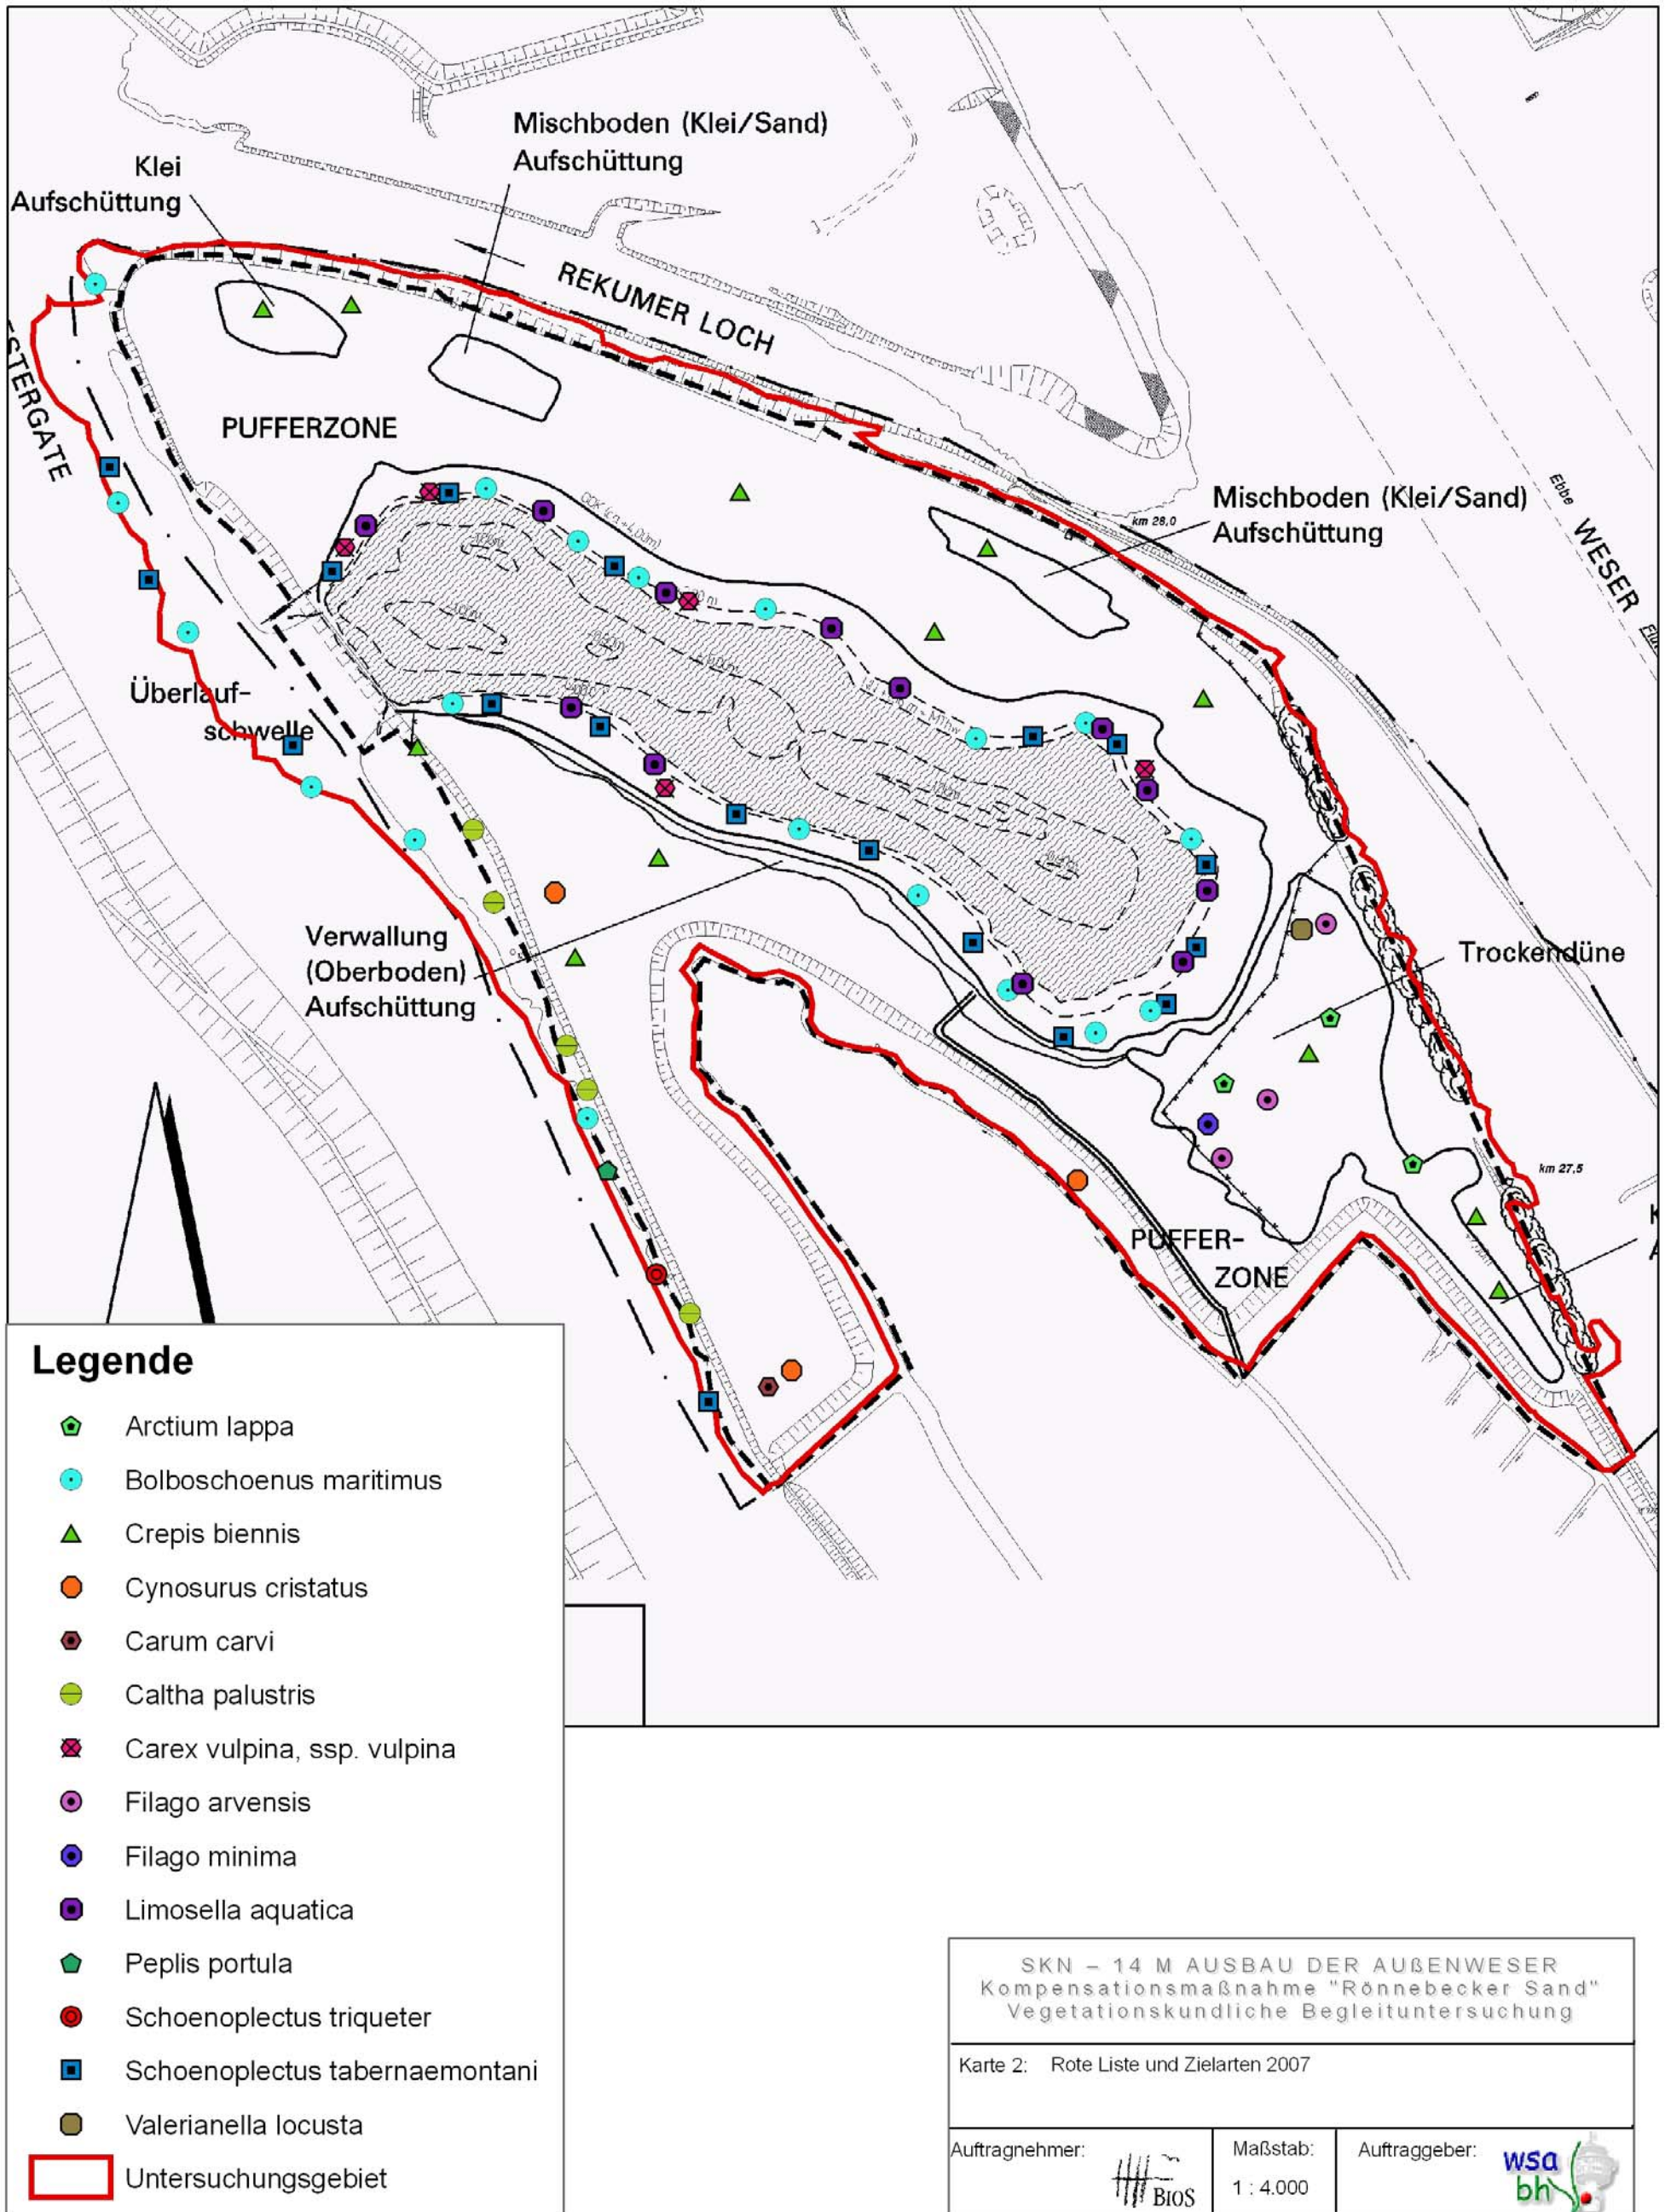 Mischboden (Klei/Sand)
Aufschüttung
Klei
Aufschüttung
REKUMER LOCH
STERGATE
PUFFERZONE
Mischboden (Klei/Sand)
Aufschüttung
km 28,0
Ebbe
WESER
Überlauf-
schwelle
Verwallung
(Oberboden)
Aufschüttung
Trockendüne
km 27,5
PUFFER-
ZONE
Legende
Arctium lappa
Bolboschoenus maritimus
Crepis biennis
Cynosurus cristatus
Carum carvi
Caltha palustris
Carex vulpina, ssp. vulpina
Filago arvensis
Filago minima
Limosella aquatica
Peplis portula
Schoenoplectus triqueter
Schoenoplectus tabernaemontani
Valerianella locusta
Untersuchungsgebiet
SKN – 14 M AUSBAU DER AUßENWESER
Kompensationsmaßnahme "Rönnebecker Sand"
Vegetationskundliche Begleituntersuchung
Karte 2: Rote Liste und Zielarten 2007
Auftragnehmer:
BIOS
Maßstab:
1 : 4.000
Auftraggeber:
wsa
bh